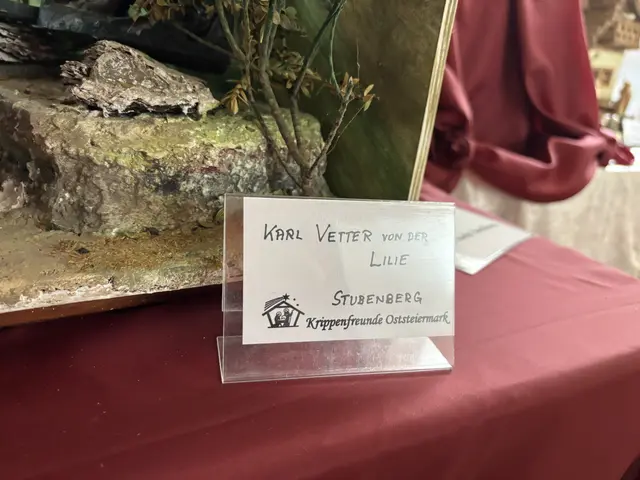 KARL VETTER VON DER
LILIE
STUBENBERG
Krippenfreunde Oststeiermark